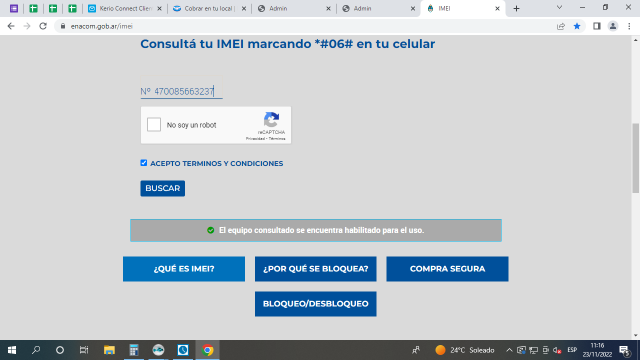 Kerio Connect Clien
Cobrar en tu local
Admin
Admin
IMEI
enacom.gob.ar/imei
Consultá tu IMEI marcando *#06# en tu celular
Nº 470085663237
No soy un robot
reCAPTCHA
Privacidad - Términos
ACEPTO TERMINOS Y CONDICIONES
BUSCAR
El equipo consultado se encuentra habilitado para el uso.
¿QUÉ ES IMEI?
¿POR QUÉ SE BLOQUEA?
COMPRA SEGURA
BLOQUEO/DESBLOQUEO
24°C Soleado
ESP
11:16
23/11/2022